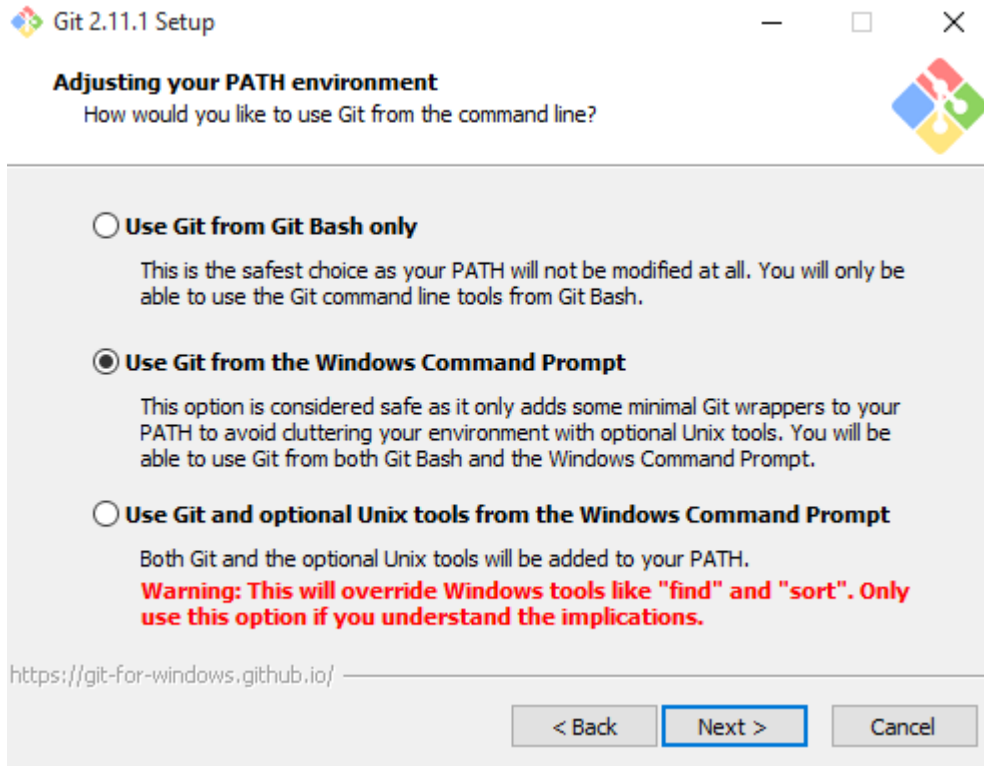 Git 2.11.1 Setup
Adjusting your PATH environment
How would you like to use Git from the command line?
Use Git from Git Bash only
This is the safest choice as your PATH will not be modified at all. You will only be
able to use the Git command line tools from Git Bash.
Use Git from the Windows Command Prompt
This option is considered safe as it only adds some minimal Git wrappers to your
PATH to avoid cluttering your environment with optional Unix tools. You will be
able to use Git from both Git Bash and the Windows Command Prompt.
Use Git and optional Unix tools from the Windows Command Prompt
Both Git and the optional Unix tools will be added to your PATH.
Warning: This will override Windows tools like "find" and "sort". Only
use this option if you understand the implications.
https://git-for-windows.github.io/
< Back
Next >
Cancel